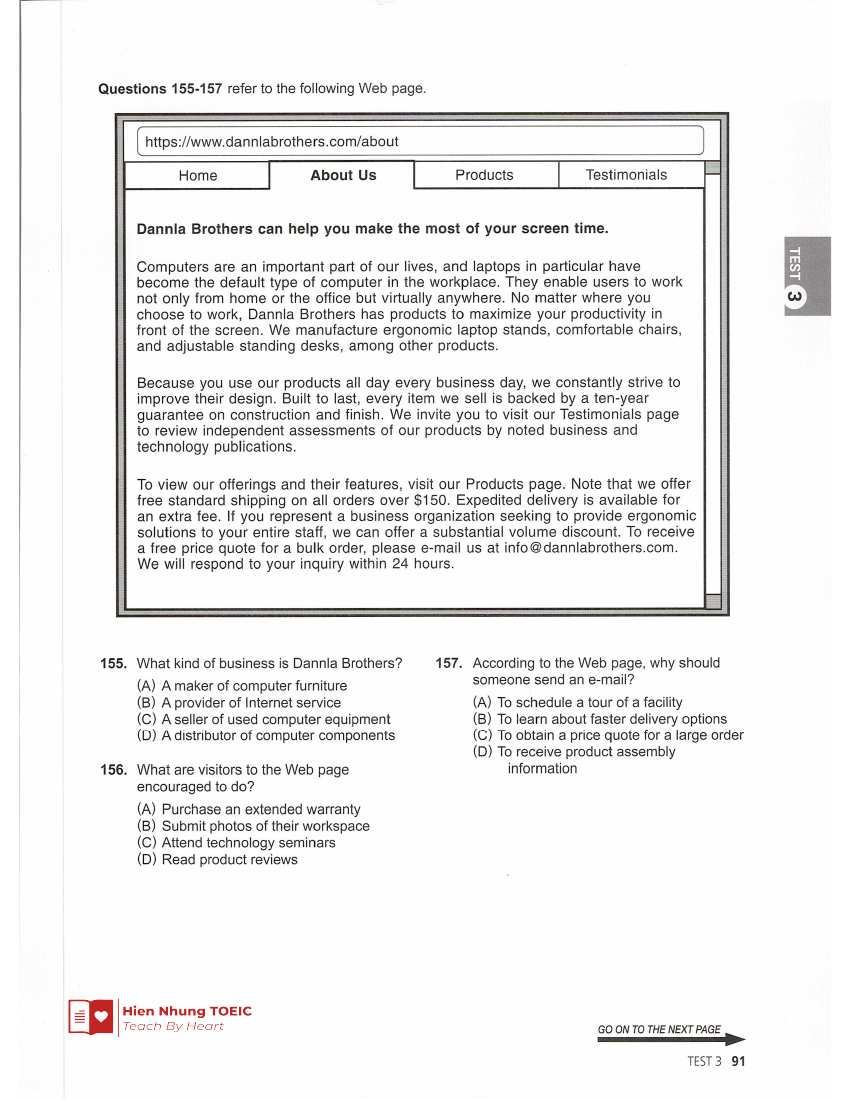 Questions 155-157 refer to the following Web page.
https://www.dannlabrothers.com/about
Home
About Us
Products
Testimonials
Dannla Brothers can help you make the most of your screen time.
Computers are an important part of our lives, and laptops in particular have
become the default type of computer in the workplace. They enable users to work
not only from home or the office but virtually anywhere. No matter where you
choose to work, Dannla Brothers has products to maximize your productivity in
front of the screen. We manufacture ergonomic laptop stands, comfortable chairs,
and adjustable standing desks, among other products.
Because you use our products all day every business day, we constantly strive to
improve their design. Built to last, every item we sell is backed by a ten-year
guarantee on construction and finish. We invite you to visit our Testimonials page
to review independent assessments of our products by noted business and
technology publications.
To view our offerings and their features, visit our Products page. Note that we offer
free standard shipping on all orders over $150. Expedited delivery is available for
an extra fee. If you represent a business organization seeking to provide ergonomic
solutions to your entire staff, we can offer a substantial volume discount. To receive
a free price quote for a bulk order, please e-mail us at info@dannlabrothers.com.
We will respond to your inquiry within 24 hours.
TEST 3
155. What kind of business is Dannla Brothers?
(A) A maker of computer furniture
(B) A provider of Internet service
(C) A seller of used computer equipment
(D) A distributor of computer components
156. What are visitors to the Web page
encouraged to do?
(A) Purchase an extended warranty
(B) Submit photos of their workspace
(C) Attend technology seminars
(D) Read product reviews
157. According to the Web page, why should
someone send an e-mail?
(A) To schedule a tour of a facility
(B) To learn about faster delivery options
(C) To obtain a price quote for a large order
(D) To receive product assembly
information
Hien Nhung TOEIC
Teach By Heart
GO ON TO THE NEXT PAGE
TEST 3 91